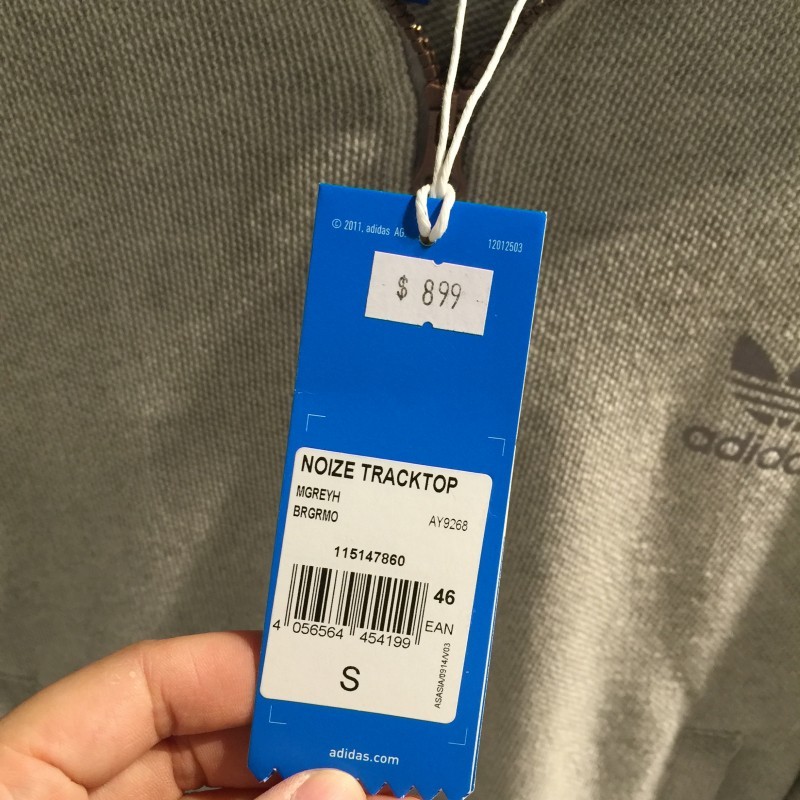 © 2011, adidas AG.
12012503
$ 899
NOIZE TRACKTOP
MGREYH
BRGRMO
AY9268
115147860
46
4 056564 454199
EAN
S
ASASIA/0914/V03
adidas.com
adidas